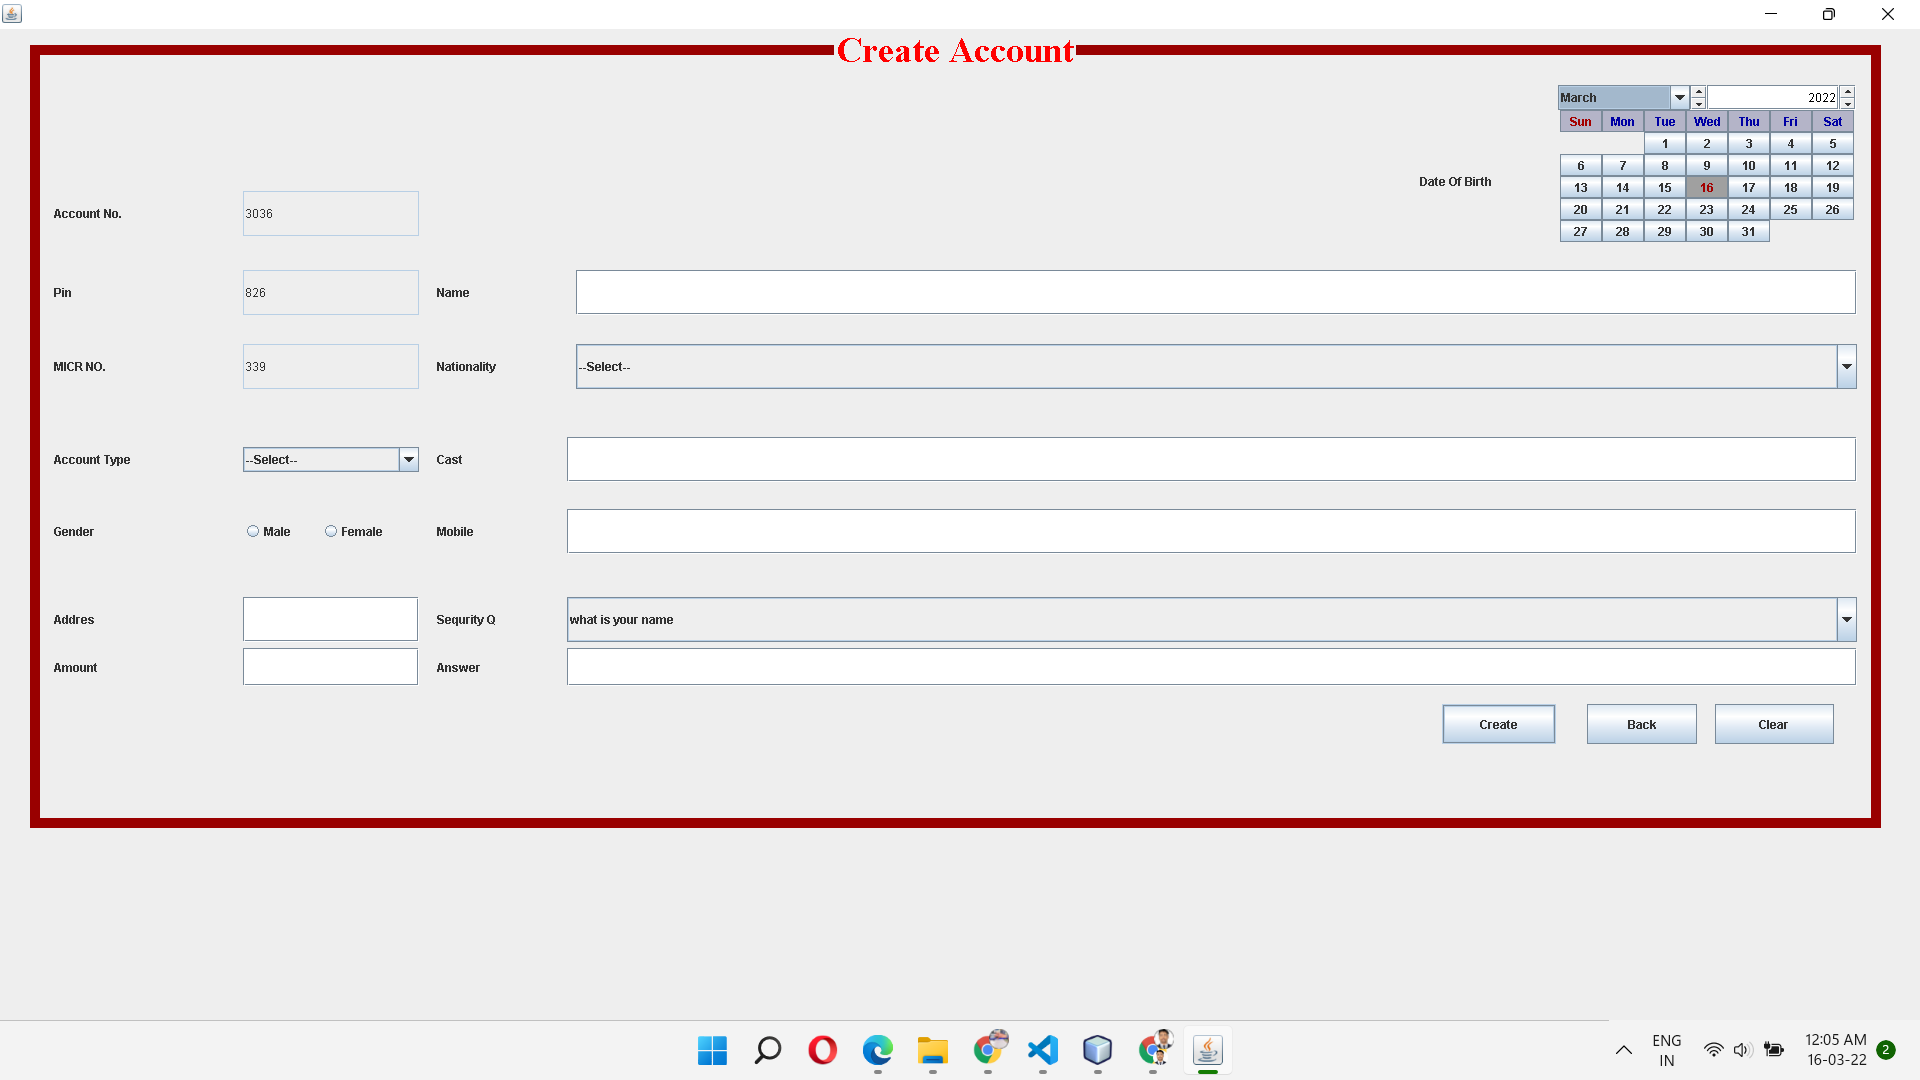 Create Account
March 2022
Sun Mon Tue Wed Thu Fri Sat
1 2 3 4 5
6 7 8 9 10 11 12
13 14 15 16 17 18 19
20 21 22 23 24 25 26
27 28 29 30 31
Date Of Birth
Account No. 3036
Pin 826 Name
MICR NO. 339 Nationality --Select--
Account Type --Select-- Cast
Gender Male Female Mobile
Addres Sequrity Q what is your name
Amount Answer
Create Back Clear
ENG
IN
12:05 AM
16-03-22
2